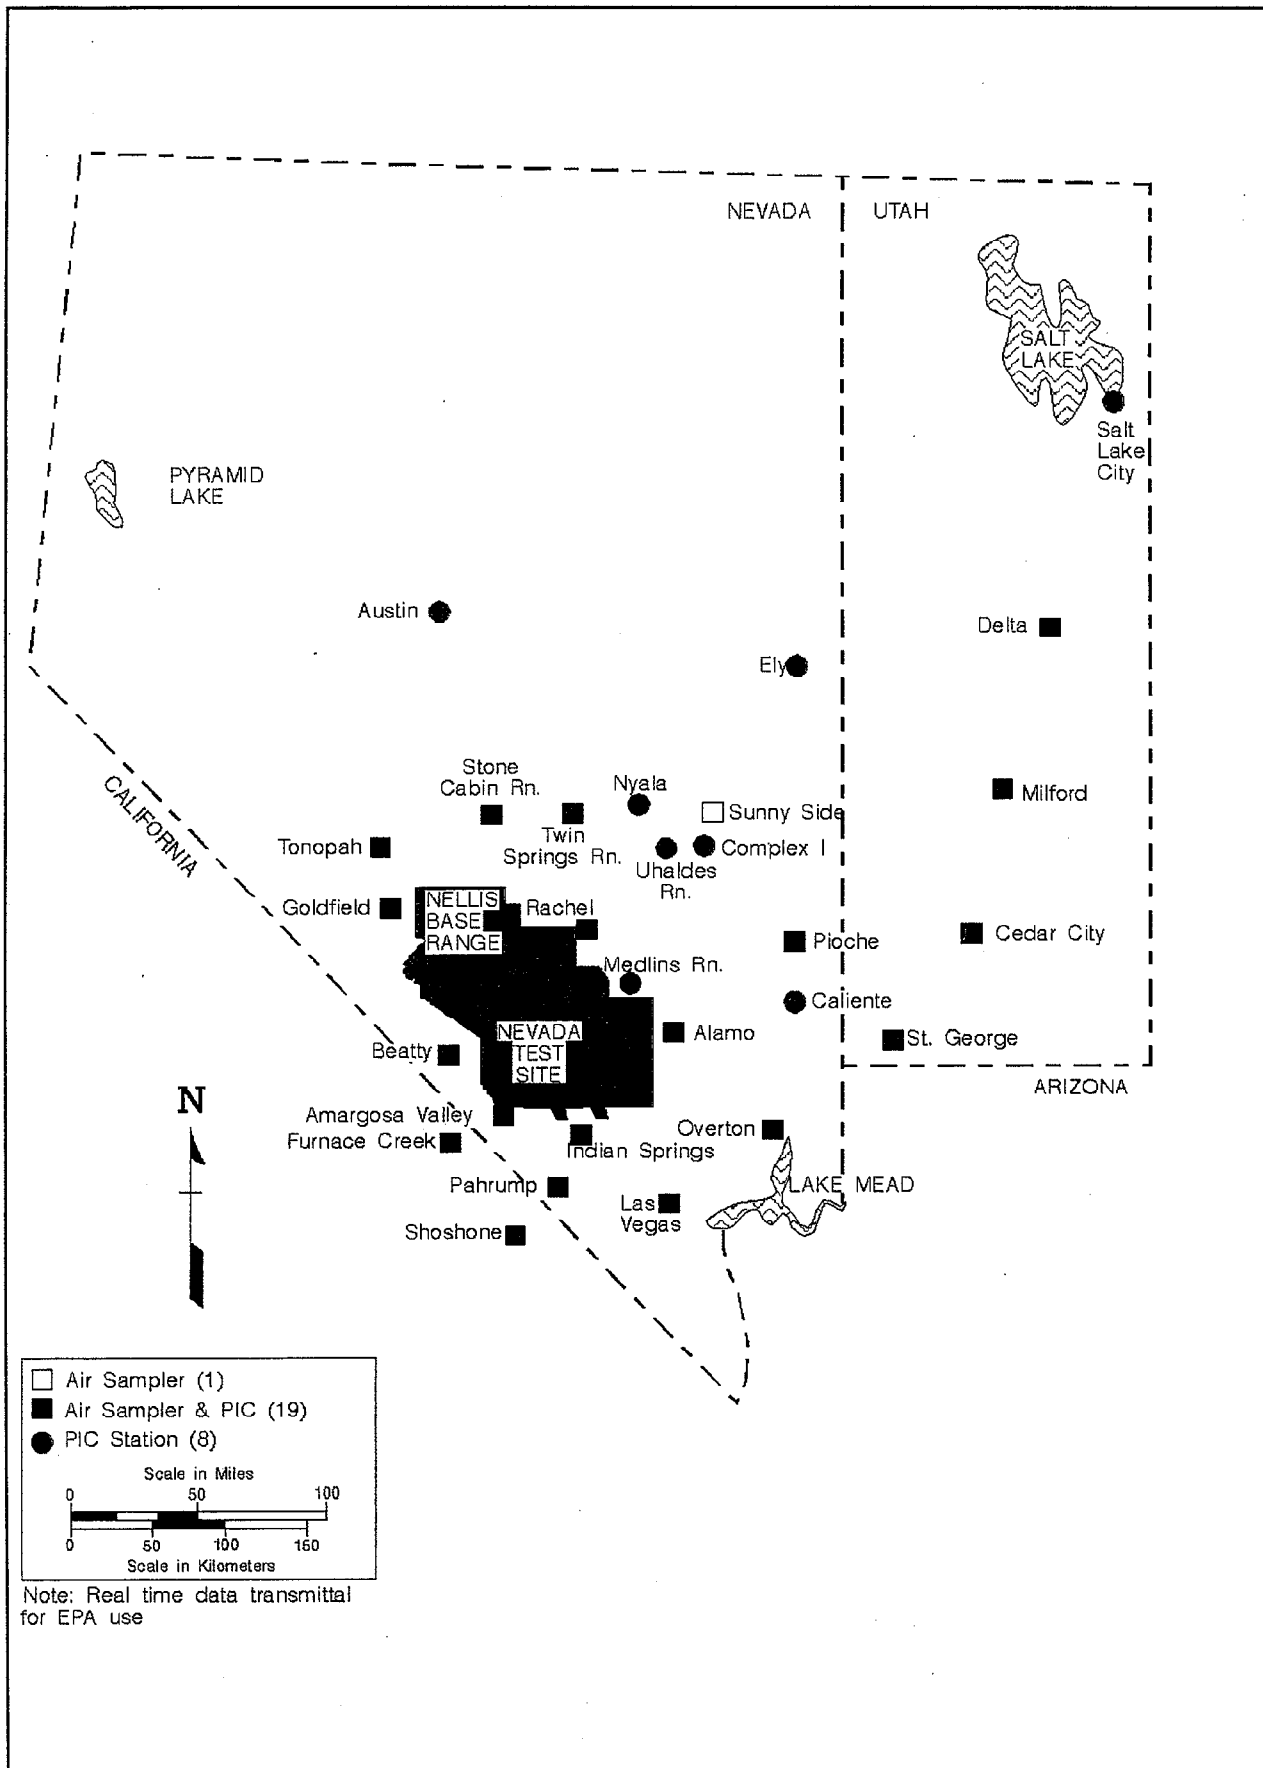 NEVADA
UTAH
SALT
LAKE
Salt
Lake
City
PYRAMID
LAKE
Austin
Delta
Ely
CALIFORNIA
Stone
Cabin Rn.
Nyala
Sunny Side
Milford
Twin
Springs Rn.
Tonopah
Uhaldes
Rn.
Complex I
Goldfield
NELLIS
BASE
RANGE
Rachel
Pioche
Cedar City
Medlins Rn.
Caliente
NEVADA
TEST
SITE
Alamo
St. George
Beatty
ARIZONA
N
Amargosa Valley
Furnace Creek
Indian Springs
Overton
Pahrump
LAKE MEAD
Las
Vegas
Shoshone
Air Sampler (1)
Air Sampler & PIC (19)
PIC Station (8)
Scale in Miles
0 50 100
0 50 100 150
Scale in Kilometers
Note: Real time data transmittal
for EPA use